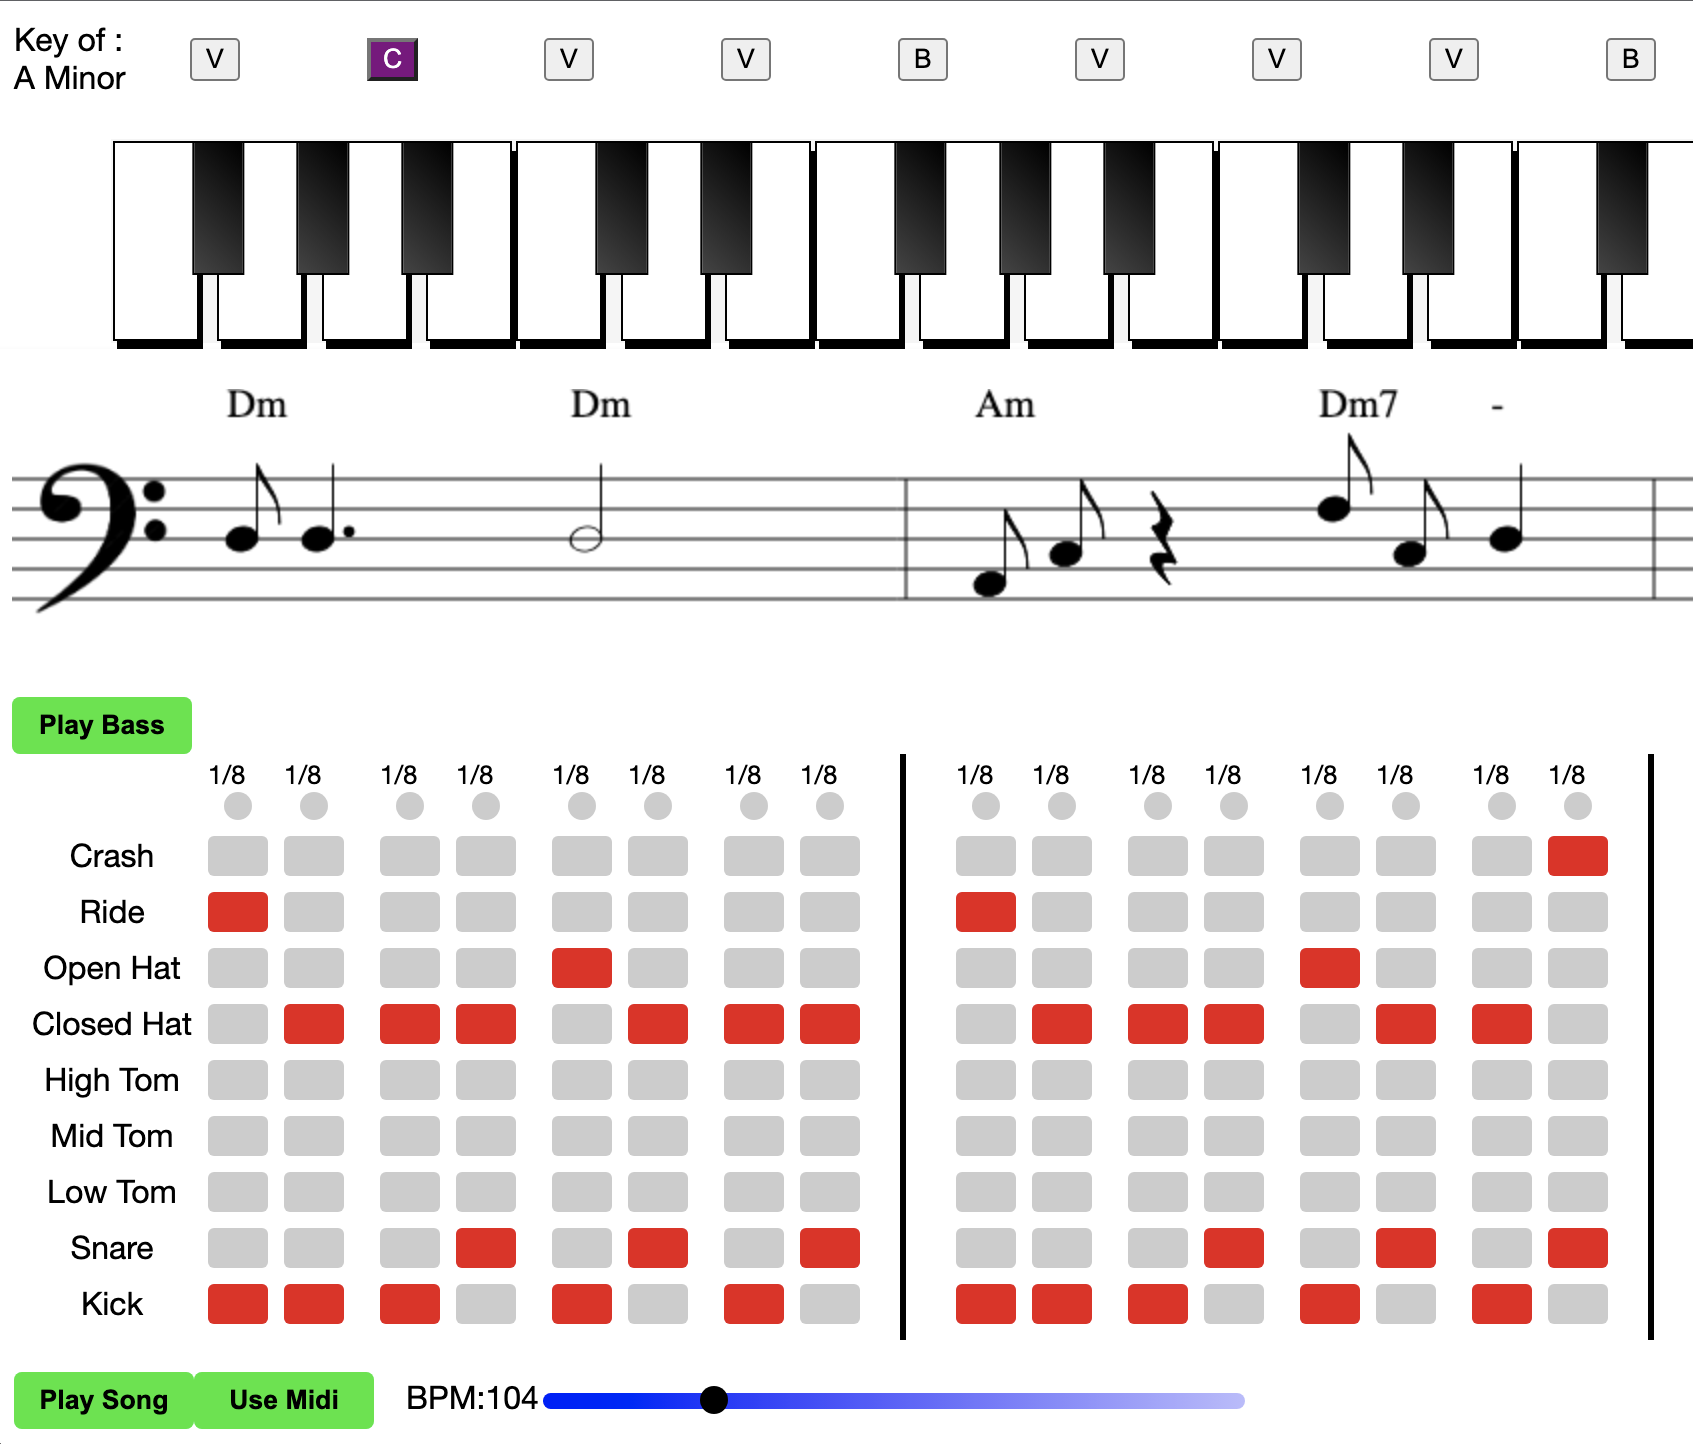 Key of :
A Minor
V C V V B V V V B
Dm Dm Am Dm7 -
Play Bass
1/8 1/8 1/8 1/8 1/8 1/8 1/8 1/8 1/8 1/8 1/8 1/8 1/8 1/8 1/8 1/8
Crash
Ride
Open Hat
Closed Hat
High Tom
Mid Tom
Low Tom
Snare
Kick
Play Song Use Midi BPM:104